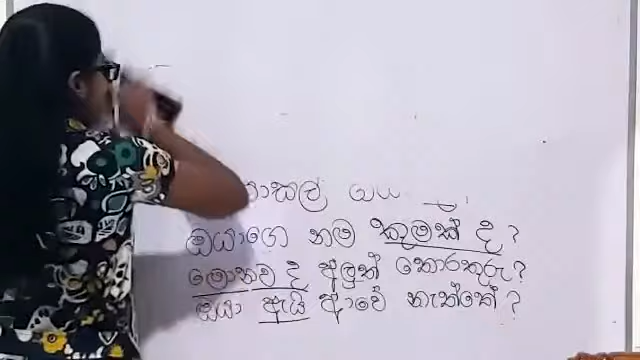 ඔයාගෙ නම කුමක් ද?
මොනව ද අලුත් තොරතුරු?
ඔයා ඇයි ආවේ නැත්තේ?